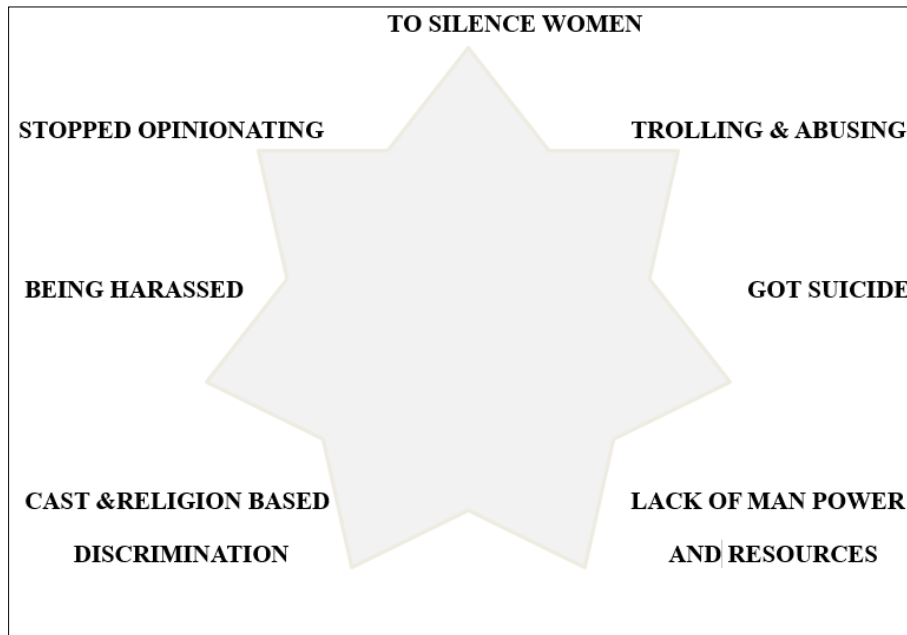 TO SILENCE WOMEN
STOPPED OPINIONATING
TROLLING & ABUSING
BEING HARASSED
GOT SUICIDE
CAST &RELIGION BASED
DISCRIMINATION
LACK OF MAN POWER
AND RESOURCES